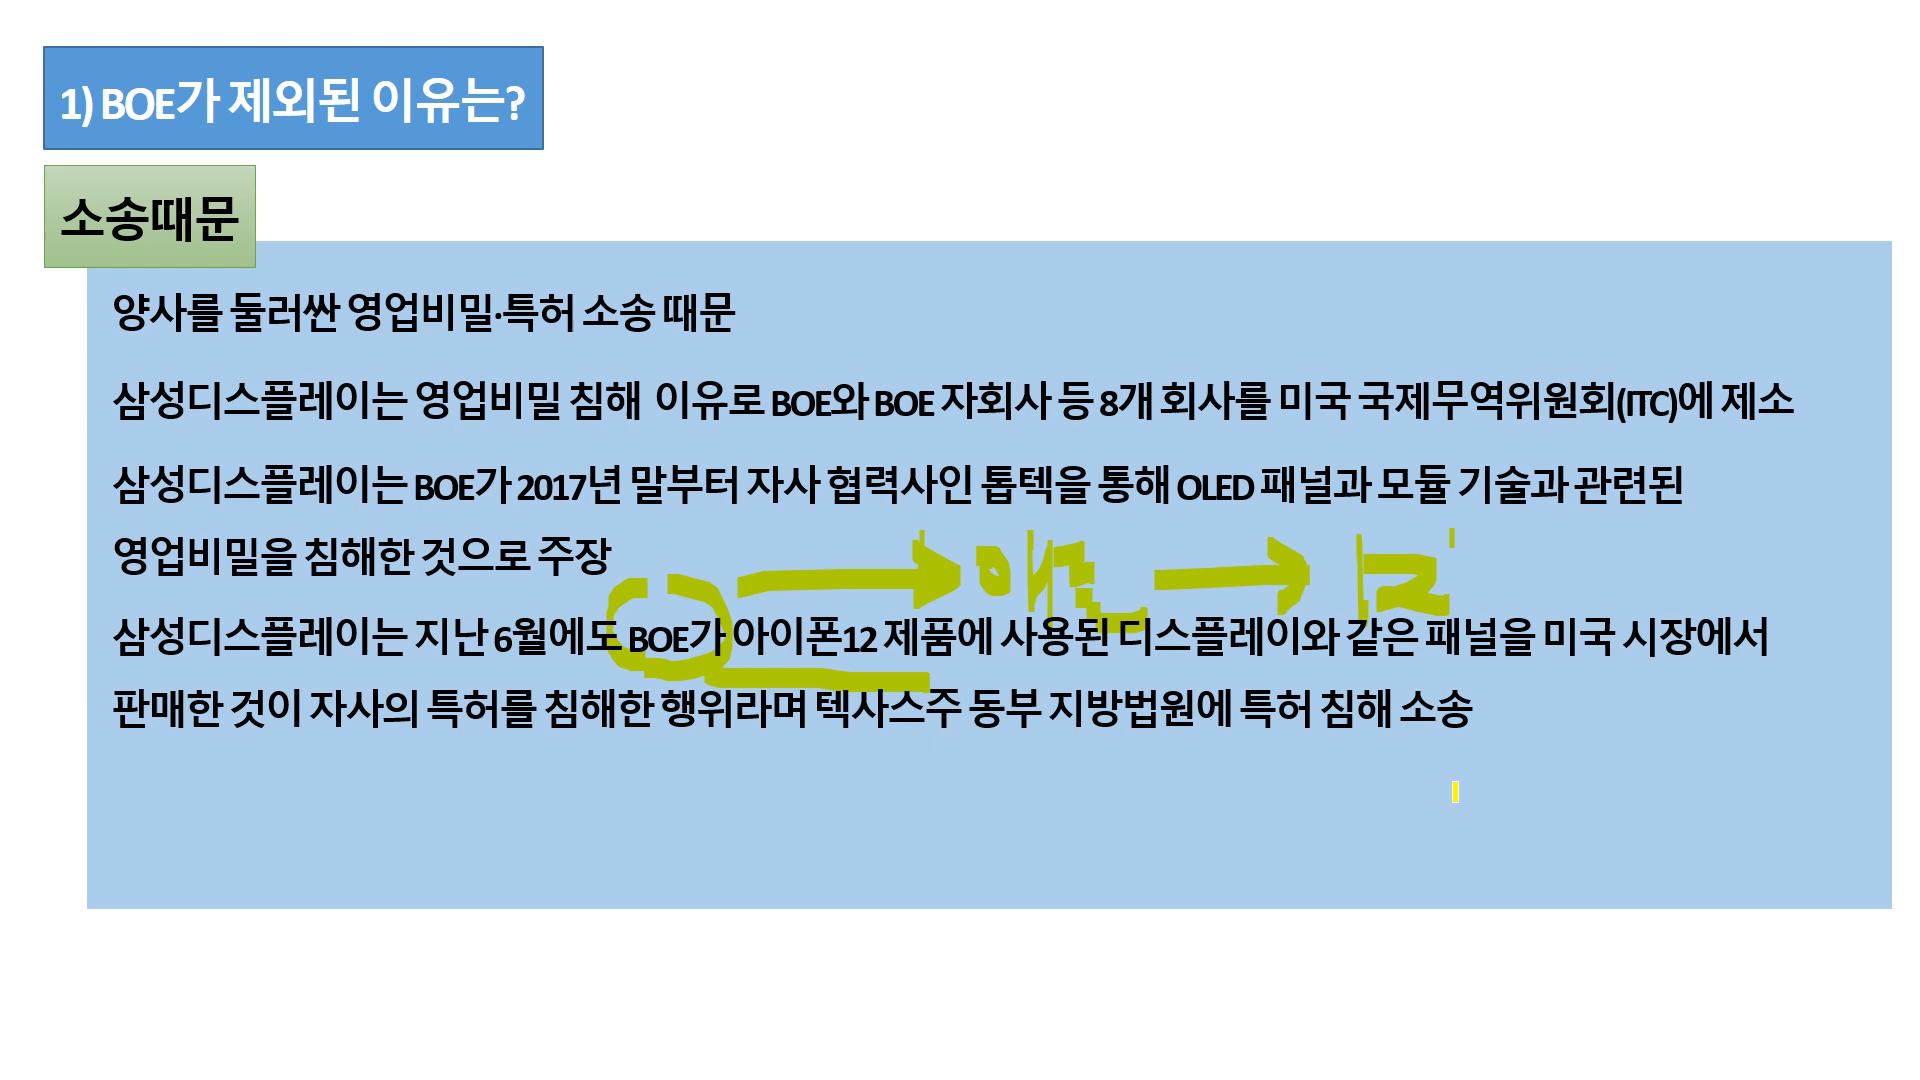 1) BOE가 제외된 이유는?
소송때문
양사를 둘러싼 영업비밀·특허 소송 때문
삼성디스플레이는 영업비밀 침해 이유로 BOE와 BOE 자회사 등 8개 회사를 미국 국제무역위원회(ITC)에 제소
삼성디스플레이는 BOE가 2017년 말부터 자사 협력사인 톱텍을 통해 OLED 패널과 모듈 기술과 관련된
영업비밀을 침해한 것으로 주장
삼성디스플레이는 지난 6월에도 BOE가 아이폰12 제품에 사용된 디스플레이와 같은 패널을 미국 시장에서
판매한 것이 자사의 특허를 침해한 행위라며 텍사스주 동부 지방법원에 특허 침해 소송